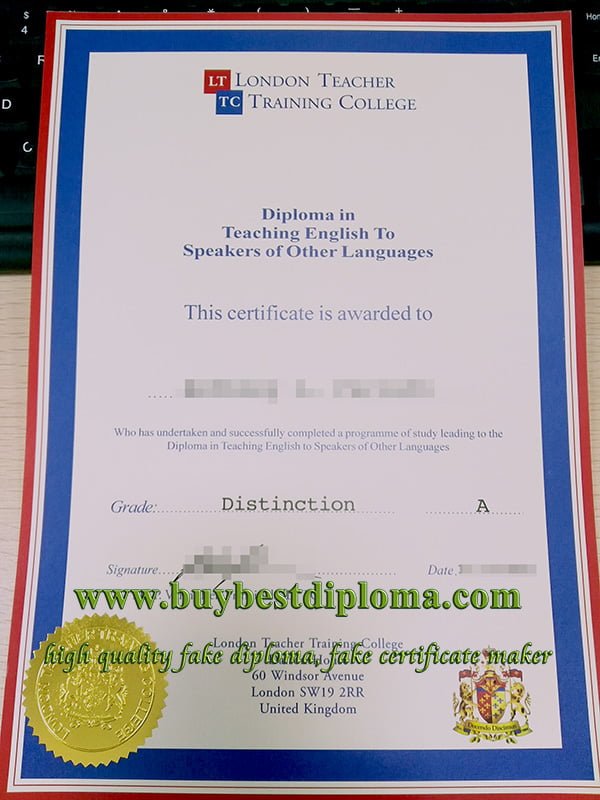 LT LONDON TEACHER
TC TRAINING COLLEGE
Diploma in
Teaching English To
Speakers of Other Languages
This certificate is awarded to
Who has undertaken and successfully completed a programme of study leading to the
Diploma in Teaching English to Speakers of Other Languages
Grade: Distinction A
Signature Date
www.buybestdiploma.com
London Teacher Training College
high quality fake diploma, fake certificate maker
60 Windsor Avenue
London SW19 2RR
United Kingdom
Docendo Discimus